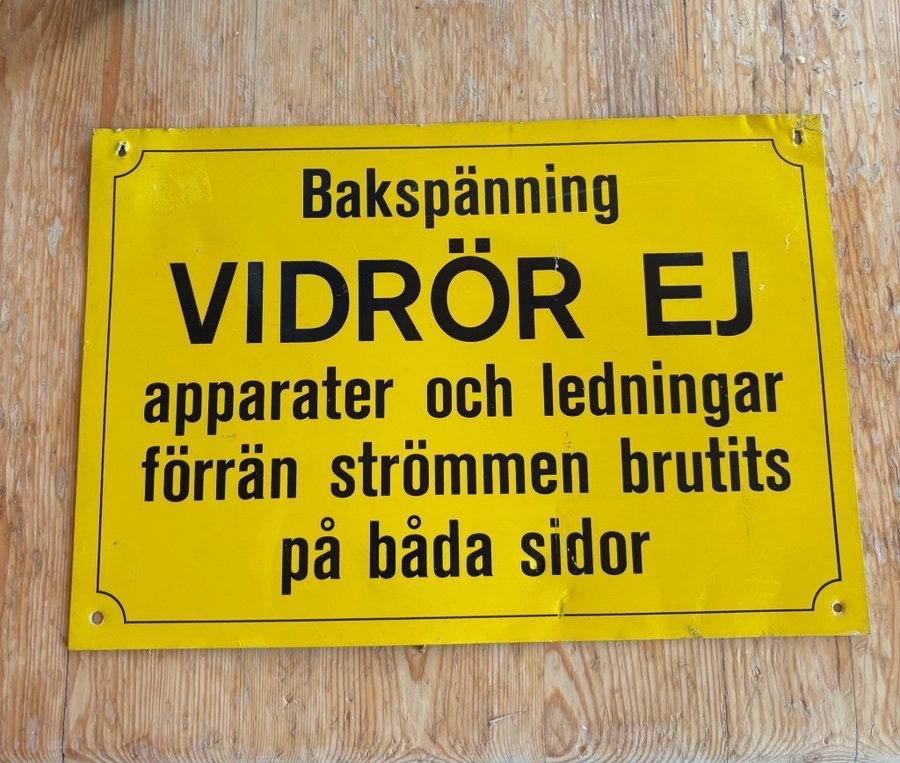 Bakspänning
VIDRÖR EJ
apparater och ledningar
förrän strömmen brutits
på båda sidor